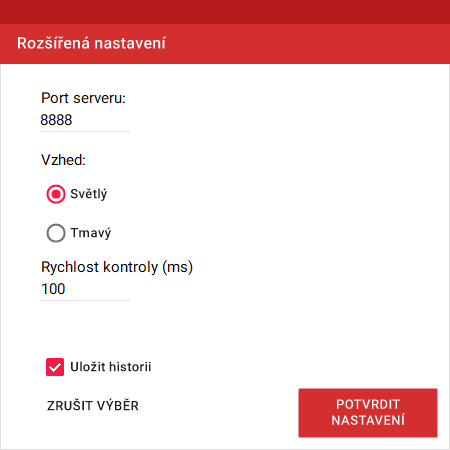 Rozšířená nastavení
Port serveru:
8888
Vzhed:
Světlý
Tmavý
Rychlost kontroly (ms)
100
Uložit historii
ZRUŠIT VÝBĚR
POTVRDIT
NASTAVENÍ